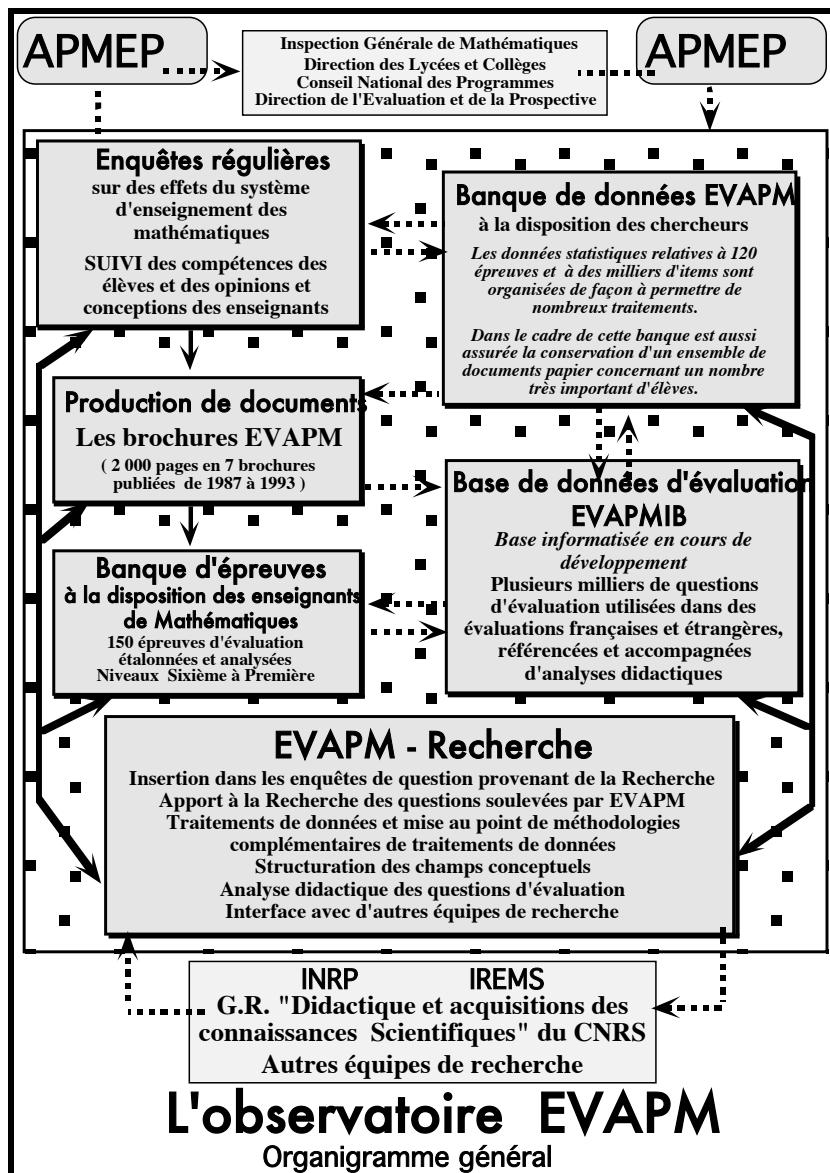 APMEP
Inspection Générale de Mathématiques
Direction des Lycées et Collèges
Conseil National des Programmes
Direction de l'Evaluation et de la Prospective
APMEP
Enquêtes régulières
sur des effets du système
d'enseignement des
mathématiques
SUIVI des compétences des
élèves et des opinions et
conceptions des enseignants
Banque de données EVAPM
à la disposition des chercheurs
Les données statistiques relatives à 120
épreuves et à des milliers d'items sont
organisées de façon à permettre de
nombreux traitements.
Dans le cadre de cette banque est aussi
assurée la conservation d'un ensemble de
documents papier concernant un nombre
très important d'élèves.
Production de documents
Les brochures EVAPM
( 2 000 pages en 7 brochures
publiées de 1987 à 1993 )
Base de données d'évaluation
EVAPMIB
Base informatisée en cours de
développement
Plusieurs milliers de questions
d'évaluation utilisées dans des
évaluations françaises et étrangères,
référencées et accompagnées
d'analyses didactiques
Banque d'épreuves
à la disposition des enseignants
de Mathématiques
150 épreuves d'évaluation
étalonnées et analysées
Niveaux Sixième à Première
EVAPM - Recherche
Insertion dans les enquêtes de question provenant de la Recherche
Apport à la Recherche des questions soulevées par EVAPM
Traitements de données et mise au point de méthodologies
complémentaires de traitements de données
Structuration des champs conceptuels
Analyse didactique des questions d'évaluation
Interface avec d'autres équipes de recherche
INRP IREMS
G.R. "Didactique et acquisitions des
connaissances Scientifiques" du CNRS
Autres équipes de recherche
L'observatoire EVAPM
Organigramme général